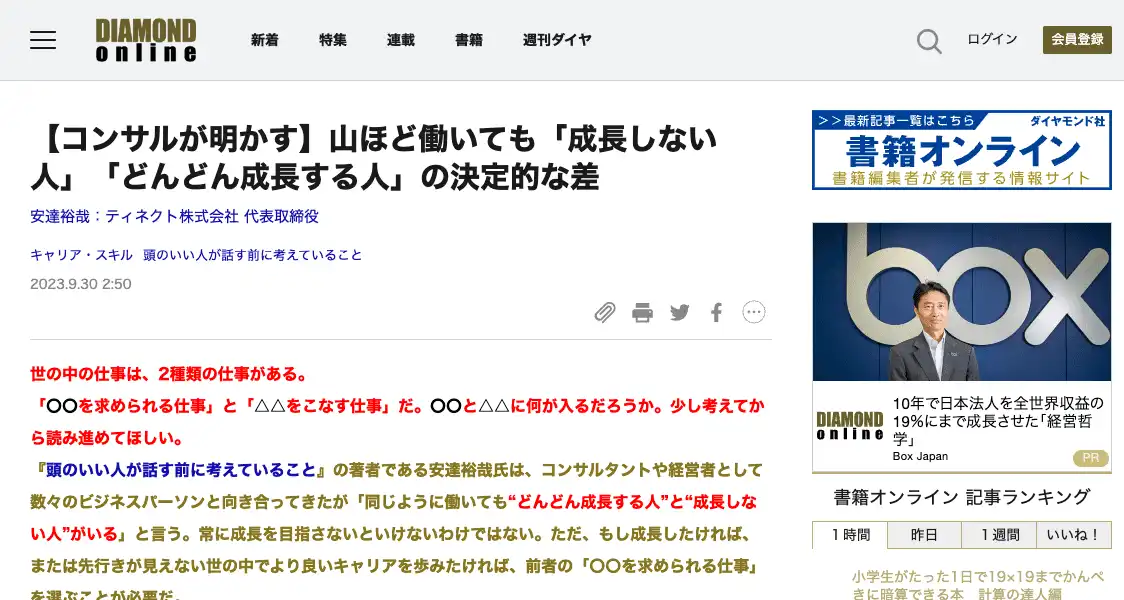 DIAMOND
online
新着
特集
連載
書籍
週刊ダイヤ
ログイン
会員登録
【コンサルが明かす】山ほど働いても「成長しない
人」「どんどん成長する人」の決定的な差
安達裕哉：ティネクト株式会社 代表取締役
キャリア・スキル 頭のいい人が話す前に考えていること
2023.9.30 2:50
世の中の仕事は、2種類の仕事がある。
「〇〇を求められる仕事」と「△△をこなす仕事」だ。〇〇と△△に何が入るだろうか。少し考えてか
ら読み進めてほしい。
『頭のいい人が話す前に考えていること』の著者である安達裕哉氏は、コンサルタントや経営者として
数々のビジネスパーソンと向き合ってきたが「同じように働いても“どんどん成長する人”と“成長しな
い人”がいる」と言う。常に成長を目指さないといけないわけではない。ただ、もし成長したければ、
または先行きが見えない世の中でより良いキャリアを歩みたければ、前者の「〇〇を求められる仕事」
を選ぶことが必要だ。
>>最新記事一覧はこちら
ダイヤモンド社
書籍オンライン
書籍編集者が発信する情報サイト
box
DIAMOND
online
10年で日本法人を全世界収益の
19%にまで成長させた｢経営哲
学｣
Box Japan
PR
書籍オンライン 記事ランキング
1時間
昨日
1週間
いいね！
小学生がたった1日で19×19までかんぺ
きに暗算できる本 計算の達人編